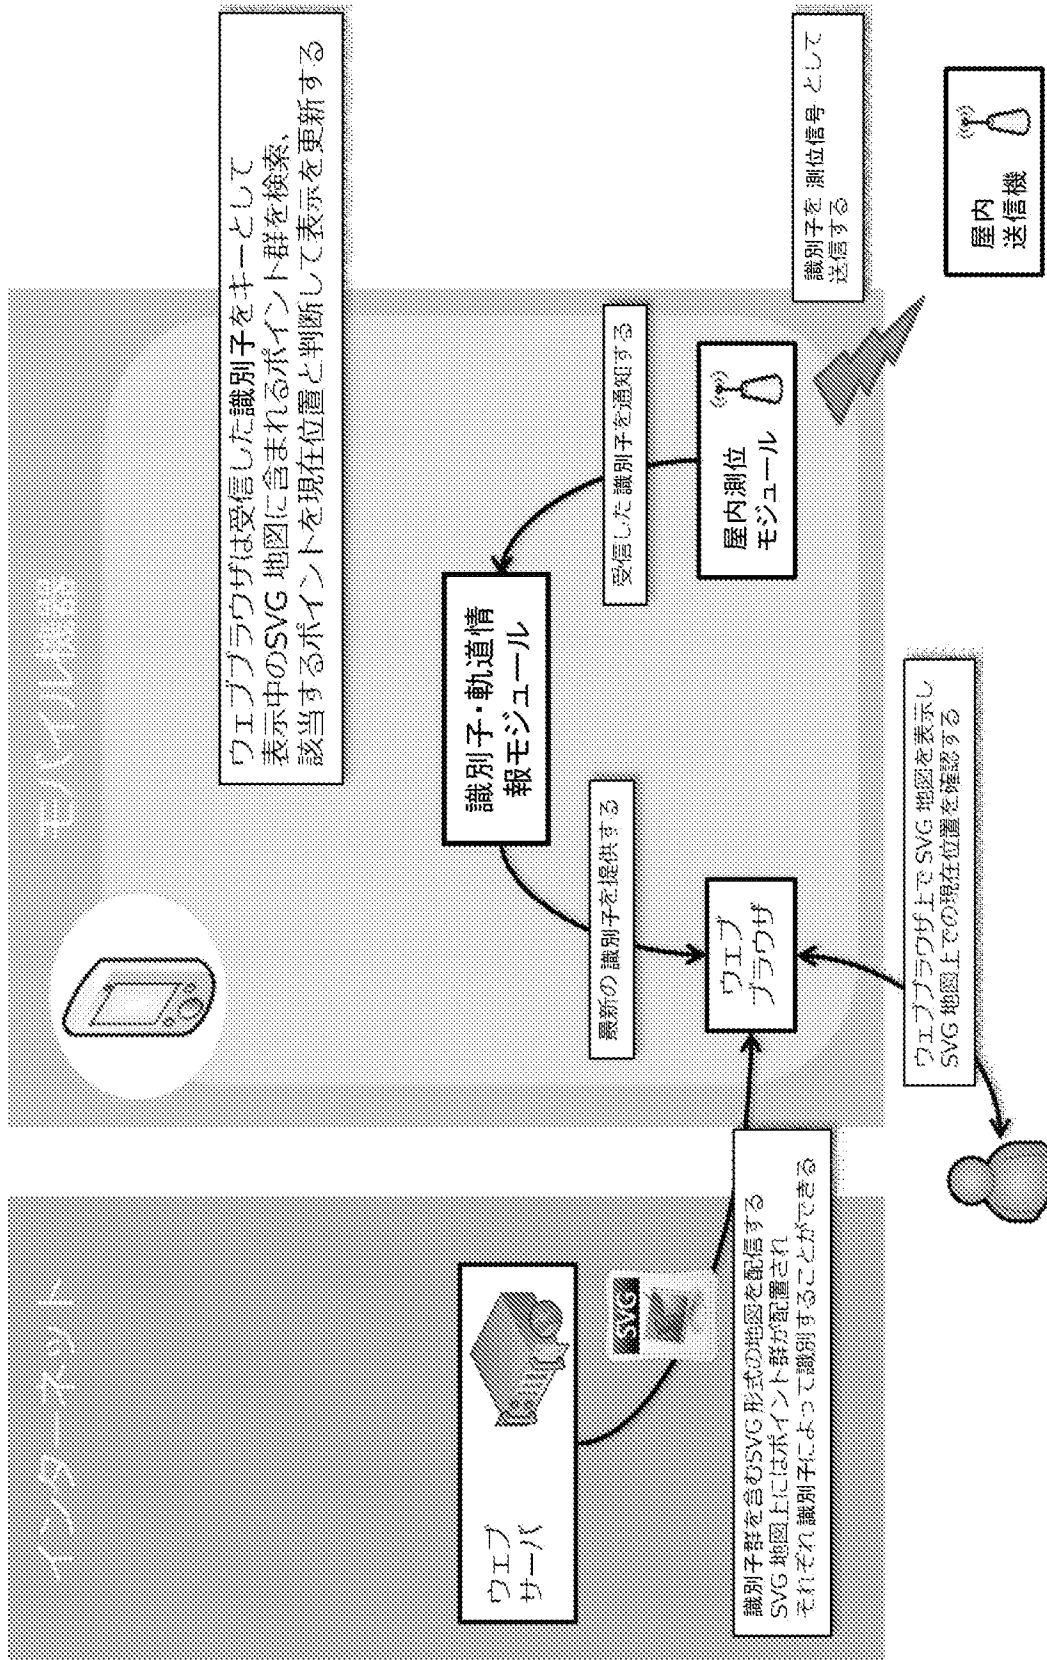 インターネット
モバイル機器
ウェブブラウザは受信した識別子をキーとして
表示中のSVG 地図に含まれるポイント群を検索、
該当するポイントを現在位置と判断して表示を更新する
ウェブ
サーバ
SVG
識別子群を含むSVG 形式の地図を配信する
SVG 地図上にはポイント群が配置され
それぞれ識別子によって識別することができる
識別子・軌道情
報モジュール
最新の 識別子を提供する
ウェブ
ブラウザ
受信した 識別子を通知する
屋内測位
モジュール
識別子を 測位信号 として
送信する
屋内
送信機
ウェブブラウザ上で SVG 地図を表示し
SVG 地図上での現在位置を確認する